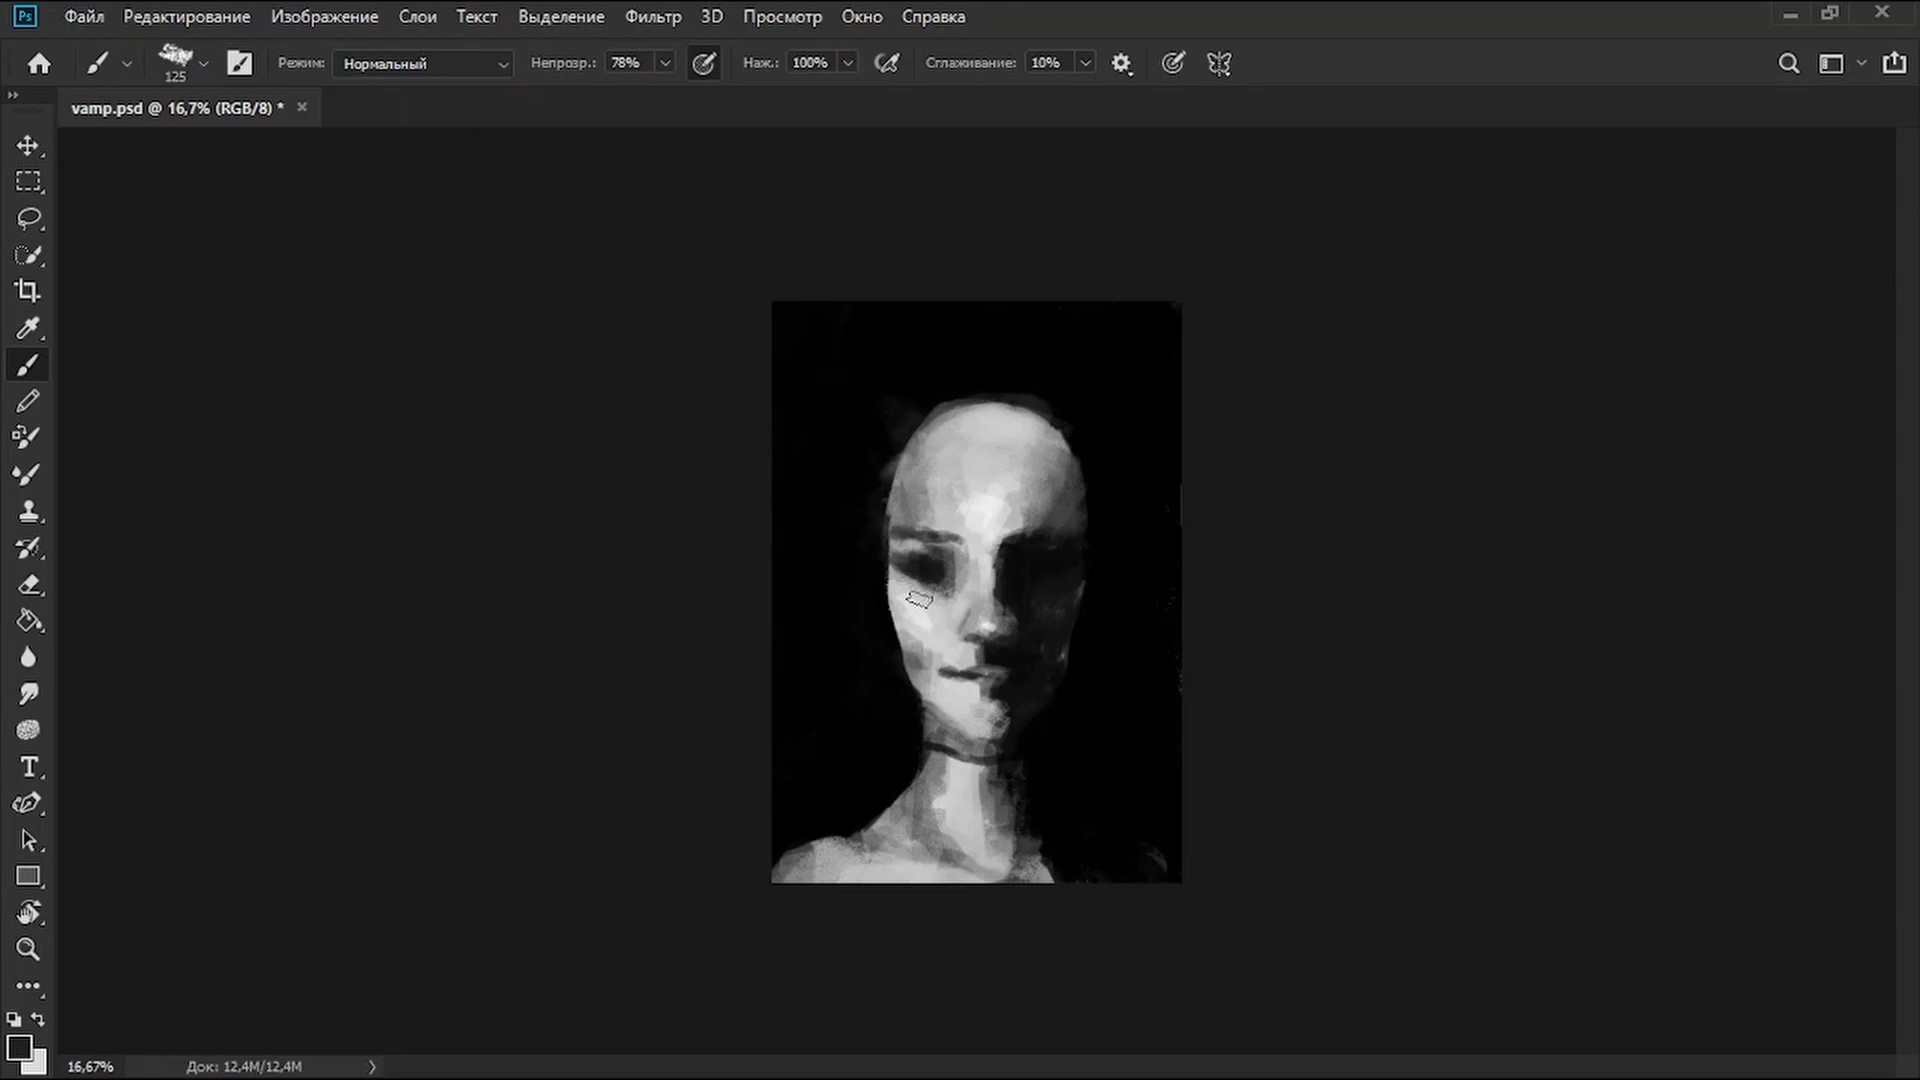 Ps Файл Редактирование Изображение Слои Текст Выделение Фильтр 3D Просмотр Окно Справка
125 Режим: Нормальный Непрозр.: 78% Наж.: 100% Сглаживание: 10%
vamp.psd @ 16,7% (RGB/8) *
16,67% Док: 12,4M/12,4M